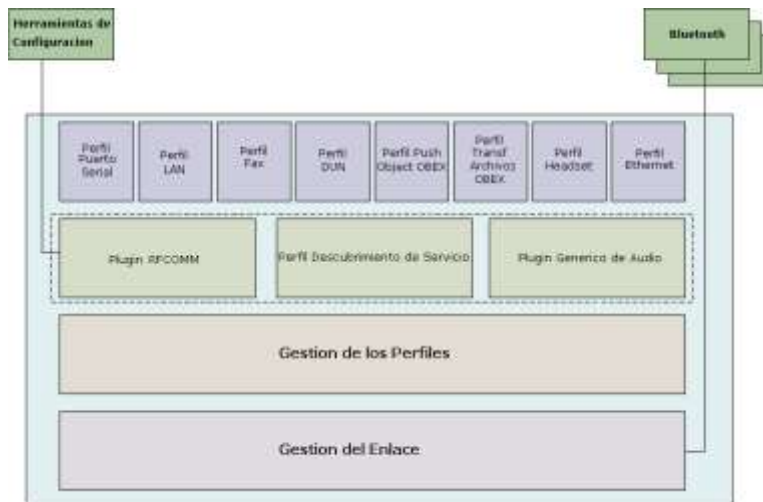 Herramientas de
Configuracion
Bluetooth
Perfil
Puerto
Serial
Perfil
LAN
Perfil
Fax
Perfil
DUN
Perfil Push
Object OBEX
Perfil
Transf
Archivos
OBEX
Perfil
Headset
Perfil
Ethernet
Plugin RFCOMM
Perfil Descubrimiento de Servicio
Plugin Generico de Audio
Gestion de los Perfiles
Gestion del Enlace